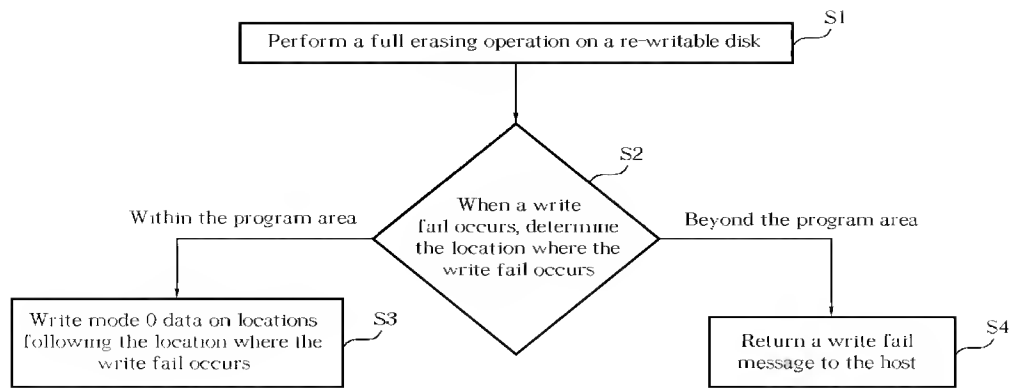 S1
Perform a full erasing operation on a re-writable disk
S2
When a write
fail occurs, determine
the location where the
write fail occurs
Within the program area
Beyond the program area
Write mode 0 data on locations
following the location where the
write fail occurs
S3
Return a write fail
message to the host
S4